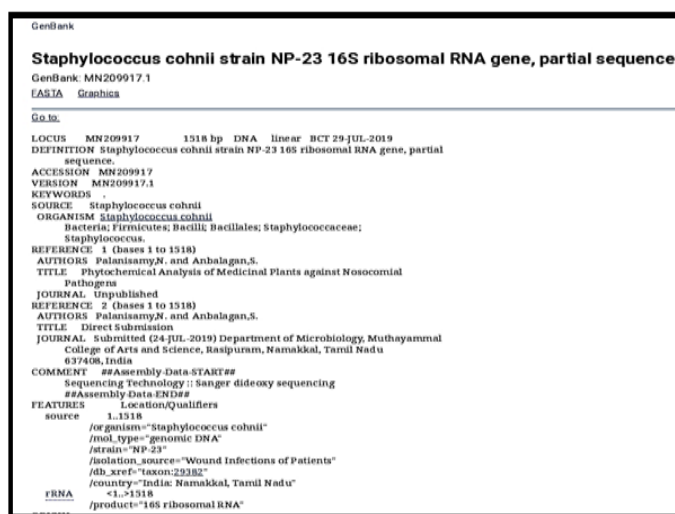 GenBank
Staphylococcus cohnii strain NP-23 16S ribosomal RNA gene, partial sequence
GenBank: MN209917.1
FASTA Graphics
Go to:
LOCUS MN209917 1518 bp DNA linear BCT 29-JUL-2019
DEFINITION Staphylococcus cohnii strain NP-23 16S ribosomal RNA gene, partial
sequence.
ACCESSION MN209917
VERSION MN209917.1
KEYWORDS .
SOURCE Staphylococcus cohnii
ORGANISM Staphylococcus cohnii
Bacteria; Firmicutes; Bacilli; Bacillales; Staphylococcaceae;
Staphylococcus.
REFERENCE 1 (bases 1 to 1518)
AUTHORS Palanisamy,N. and Anbalagan,S.
TITLE Phytochemical Analysis of Medicinal Plants against Nosocomial
Pathogens
JOURNAL Unpublished
REFERENCE 2 (bases 1 to 1518)
AUTHORS Palanisamy,N. and Anbalagan,S.
TITLE Direct Submission
JOURNAL Submitted (24-JUL-2019) Department of Microbiology, Muthayammal
College of Arts and Science, Rasipuram, Namakkal, Tamil Nadu
637408, India
COMMENT ##Assembly-Data-START##
Sequencing Technology :: Sanger dideoxy sequencing
##Assembly-Data-END##
FEATURES Location/Qualifiers
source 1..1518
/organism="Staphylococcus cohnii"
/mol_type="genomic DNA"
/strain="NP-23"
/isolation_source="Wound Infections of Patients"
/db_xref="taxon:29382"
/country="India: Namakkal, Tamil Nadu"
rRNA <1..>1518
/product="16S ribosomal RNA"